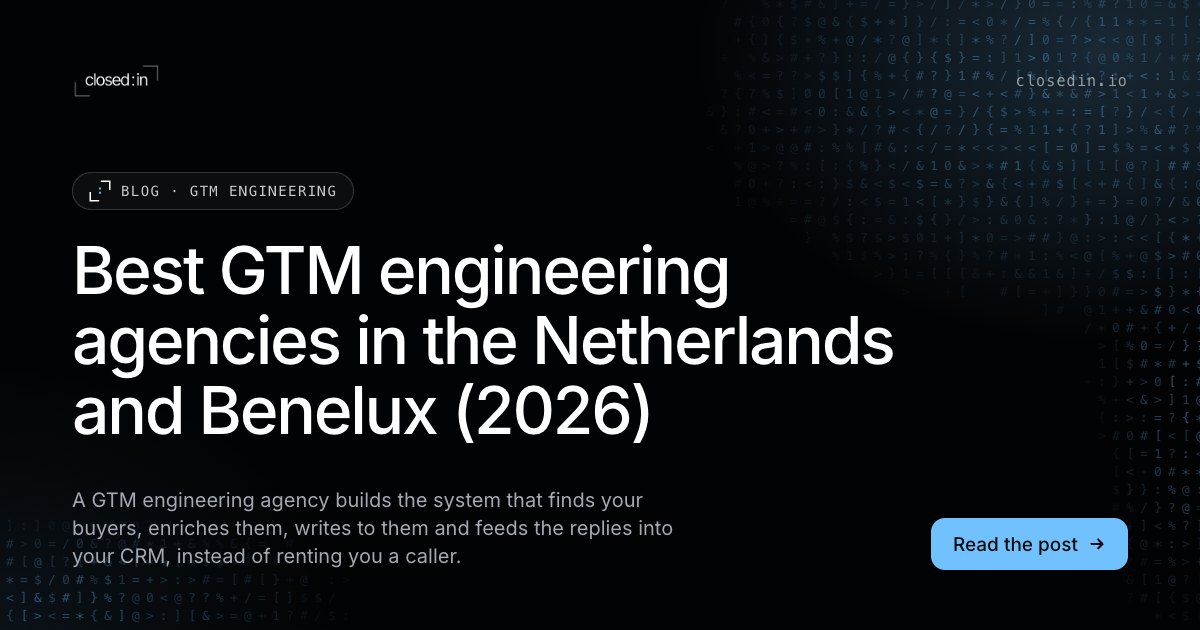 closed:in
closedin.io
BLOG · GTM ENGINEERING
Best GTM engineering
agencies in the Netherlands
and Benelux (2026)
A GTM engineering agency builds the system that finds your
buyers, enriches them, writes to them and feeds the replies into
your CRM, instead of renting you a caller.
Read the post →